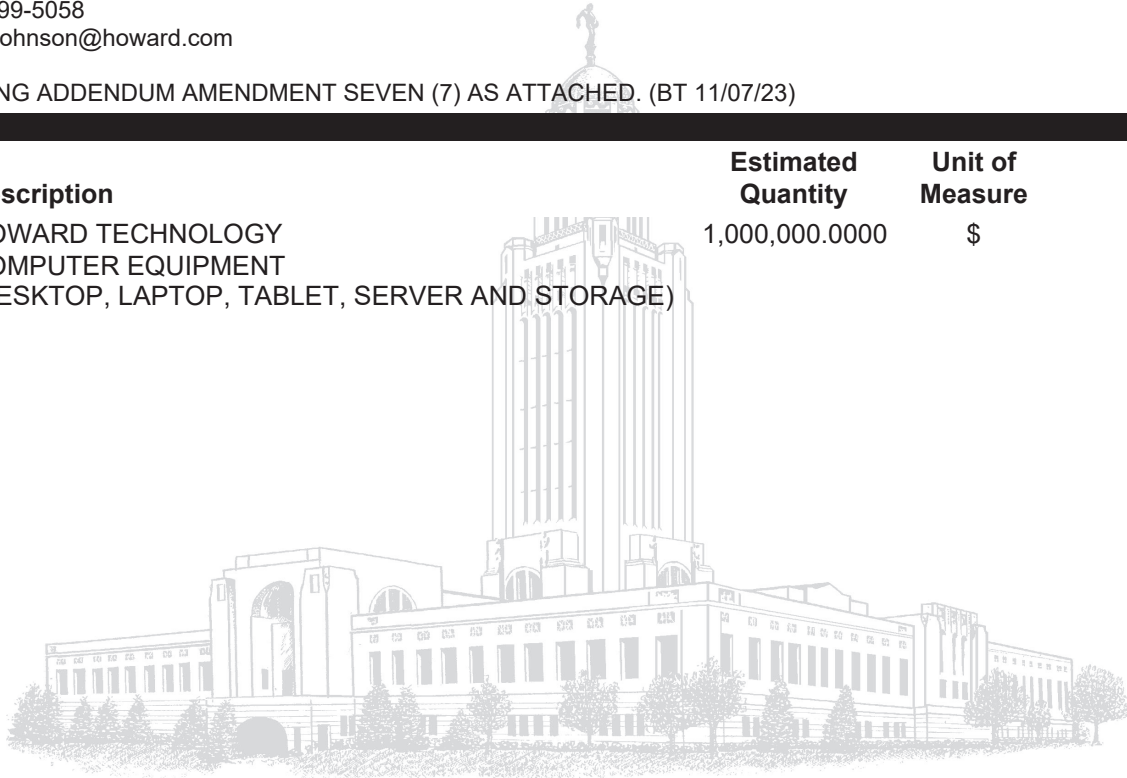 99-5058
ohnson@howard.com
NG ADDENDUM AMENDMENT SEVEN (7) AS ATTACHED. (BT 11/07/23)
Estimated Unit of
scription Quantity Measure
OWARD TECHNOLOGY 1,000,000.0000 $
OMPUTER EQUIPMENT
ESKTOP, LAPTOP, TABLET, SERVER AND STORAGE)